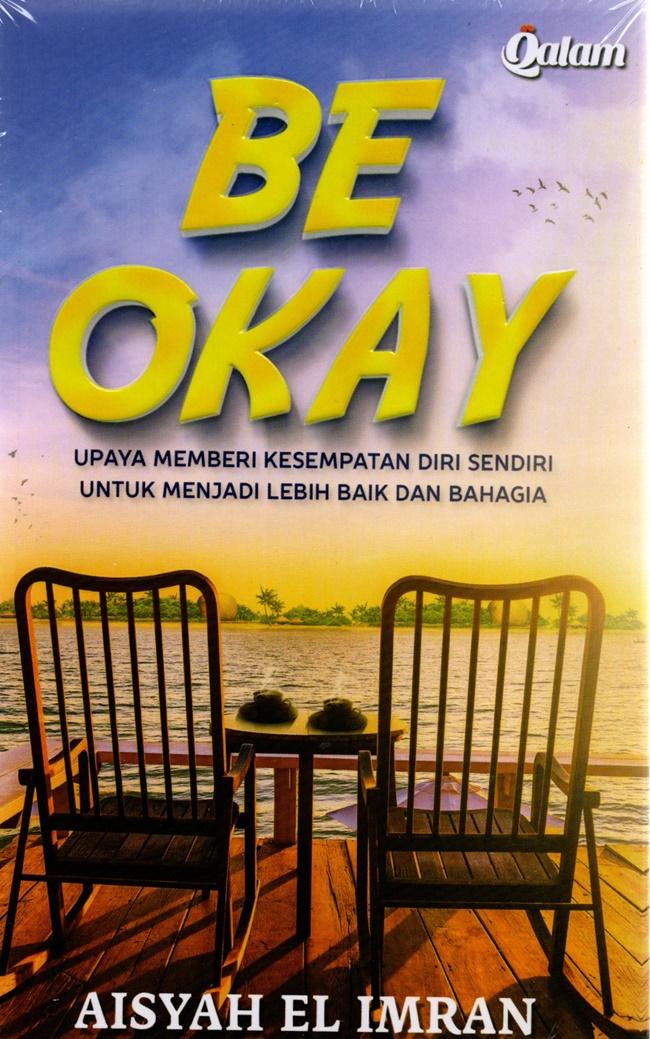 Qalam
BE
OKAY
UPAYA MEMBERI KESEMPATAN DIRI SENDIRI
UNTUK MENJADI LEBIH BAIK DAN BAHAGIA
AISYAH EL IMRAN